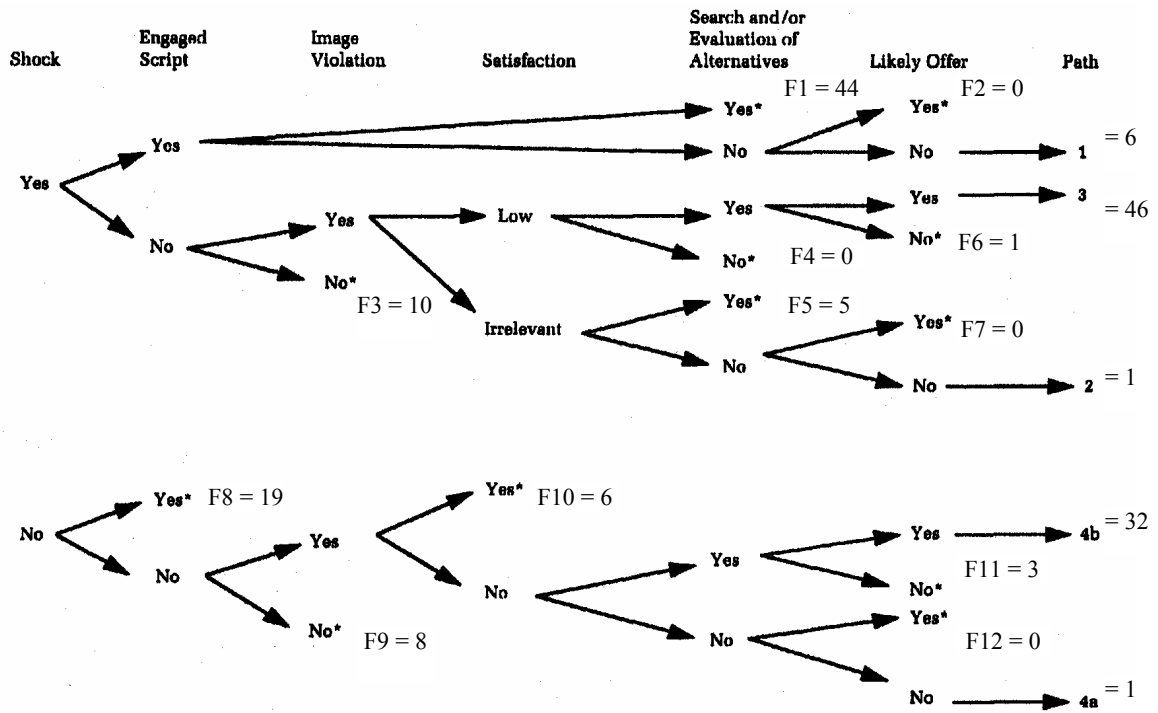 Shock
Engaged
Script
Image
Violation
Satisfaction
Search and/or
Evaluation of
Alternatives
Likely Offer
Path
F1 = 44
F2 = 0
Yes*
Yes*
Yes
No
No
1
= 6
Yes
Yes
Low
Yes
Yes
3
= 46
No
No*
F3 = 10
No*
F4 = 0
No*
F6 = 1
Irrelevant
Yes*
F5 = 5
Yes*
F7 = 0
No
No
2
= 1
Yes*
F8 = 19
Yes*
F10 = 6
No
Yes
Yes
4b
= 32
No
Yes
No*
F11 = 3
No
No*
F9 = 8
No
Yes*
F12 = 0
No
4a
= 1